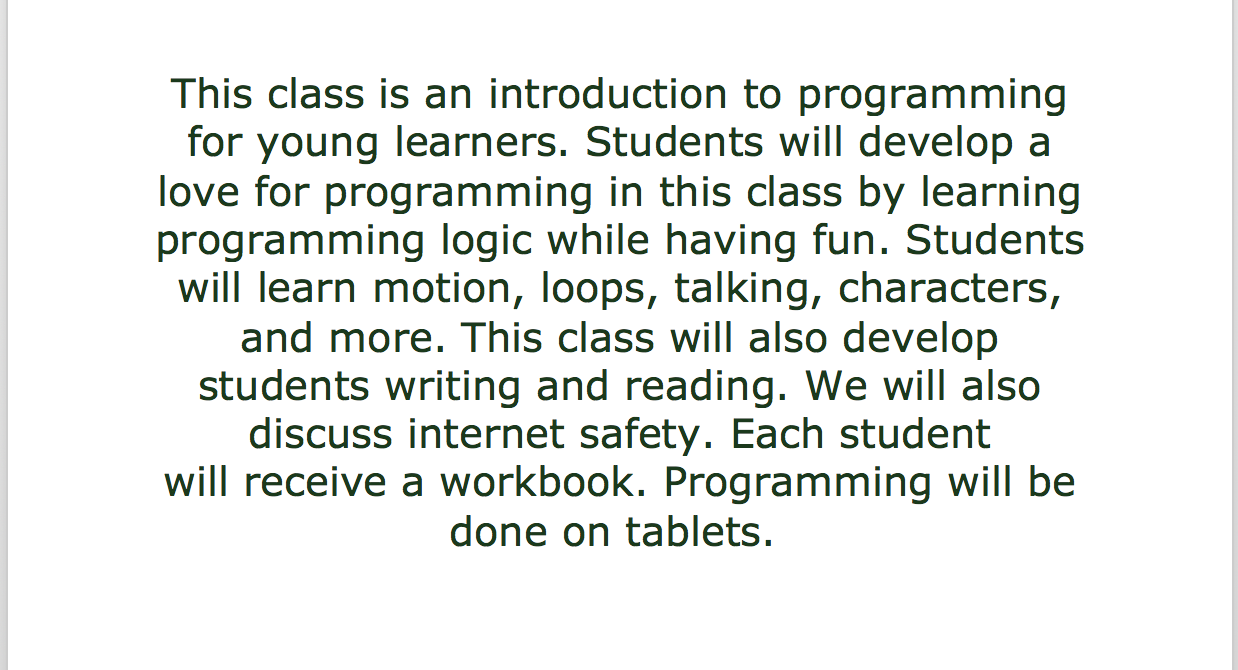 This class is an introduction to programming
for young learners. Students will develop a
love for programming in this class by learning
programming logic while having fun. Students
will learn motion, loops, talking, characters,
and more. This class will also develop
students writing and reading. We will also
discuss internet safety. Each student
will receive a workbook. Programming will be
done on tablets.